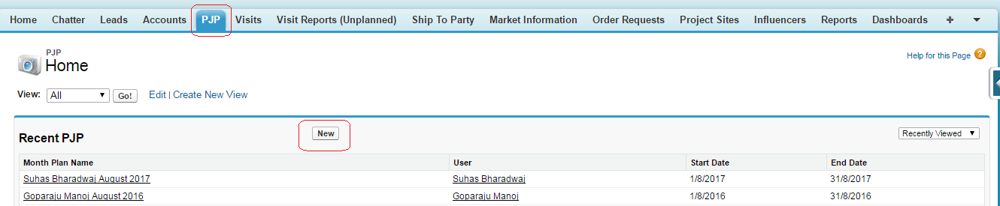 Home Chatter Leads Accounts PJP Visits Visit Reports (Unplanned) Ship To Party Market Information Order Requests Project Sites Influencers Reports Dashboards +
PJP
Home
Help for this Page ?
View: All Go! Edit | Create New View
Recent PJP New Recently Viewed
Month Plan Name User Start Date End Date
Suhas Bharadwaj August 2017 Suhas Bharadwaj 1/8/2017 31/8/2017
Goparaju Manoj August 2016 Goparaju Manoj 1/8/2016 31/8/2016